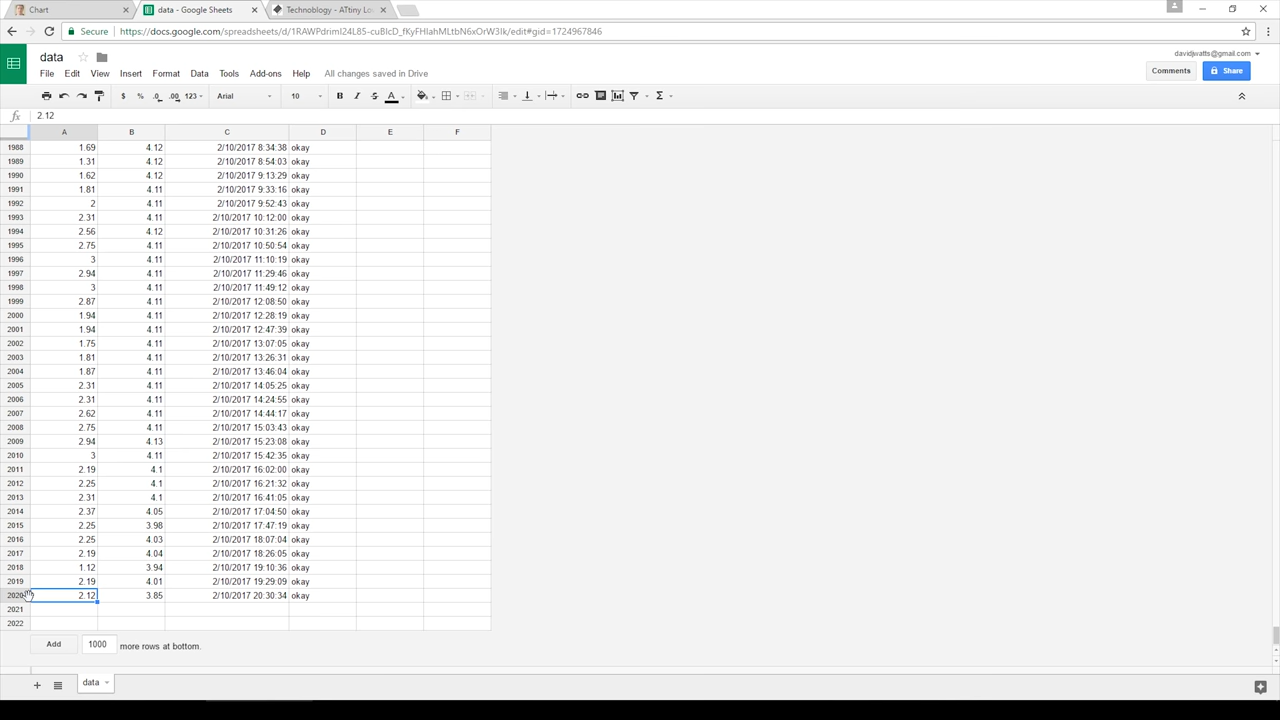 Chart
data - Google Sheets
Technoblogy - ATtiny Lo
Secure
data
File Edit View Insert Format Data Tools Add-ons Help All changes saved in Drive
davidjwatts@gmail.com
Comments
Share
$ % .0 .00 123 Arial 10 B I S A
fx 2.12
A B C D E F
1988 1.69 4.12 2/10/2017 8:34:38 okay
1989 1.31 4.12 2/10/2017 8:54:03 okay
1990 1.62 4.12 2/10/2017 9:13:29 okay
1991 1.81 4.11 2/10/2017 9:33:16 okay
1992 2 4.11 2/10/2017 9:52:43 okay
1993 2.31 4.11 2/10/2017 10:12:00 okay
1994 2.56 4.12 2/10/2017 10:31:26 okay
1995 2.75 4.11 2/10/2017 10:50:54 okay
1996 3 4.11 2/10/2017 11:10:19 okay
1997 2.94 4.11 2/10/2017 11:29:46 okay
1998 3 4.11 2/10/2017 11:49:12 okay
1999 2.87 4.11 2/10/2017 12:08:50 okay
2000 1.94 4.11 2/10/2017 12:28:19 okay
2001 1.94 4.11 2/10/2017 12:47:39 okay
2002 1.75 4.11 2/10/2017 13:07:05 okay
2003 1.81 4.11 2/10/2017 13:26:31 okay
2004 1.87 4.11 2/10/2017 13:46:04 okay
2005 2.31 4.11 2/10/2017 14:05:25 okay
2006 2.31 4.11 2/10/2017 14:24:55 okay
2007 2.62 4.11 2/10/2017 14:44:17 okay
2008 2.75 4.11 2/10/2017 15:03:43 okay
2009 2.94 4.13 2/10/2017 15:23:08 okay
2010 3 4.11 2/10/2017 15:42:35 okay
2011 2.19 4.1 2/10/2017 16:02:00 okay
2012 2.25 4.1 2/10/2017 16:21:32 okay
2013 2.31 4.1 2/10/2017 16:41:05 okay
2014 2.37 4.05 2/10/2017 17:04:50 okay
2015 2.25 3.98 2/10/2017 17:47:19 okay
2016 2.25 4.03 2/10/2017 18:07:04 okay
2017 2.19 4.04 2/10/2017 18:26:05 okay
2018 1.12 3.94 2/10/2017 19:10:36 okay
2019 2.19 4.01 2/10/2017 19:29:09 okay
2020 2.12 3.85 2/10/2017 20:30:34 okay
2021
2022
Add 1000 more rows at bottom.
data